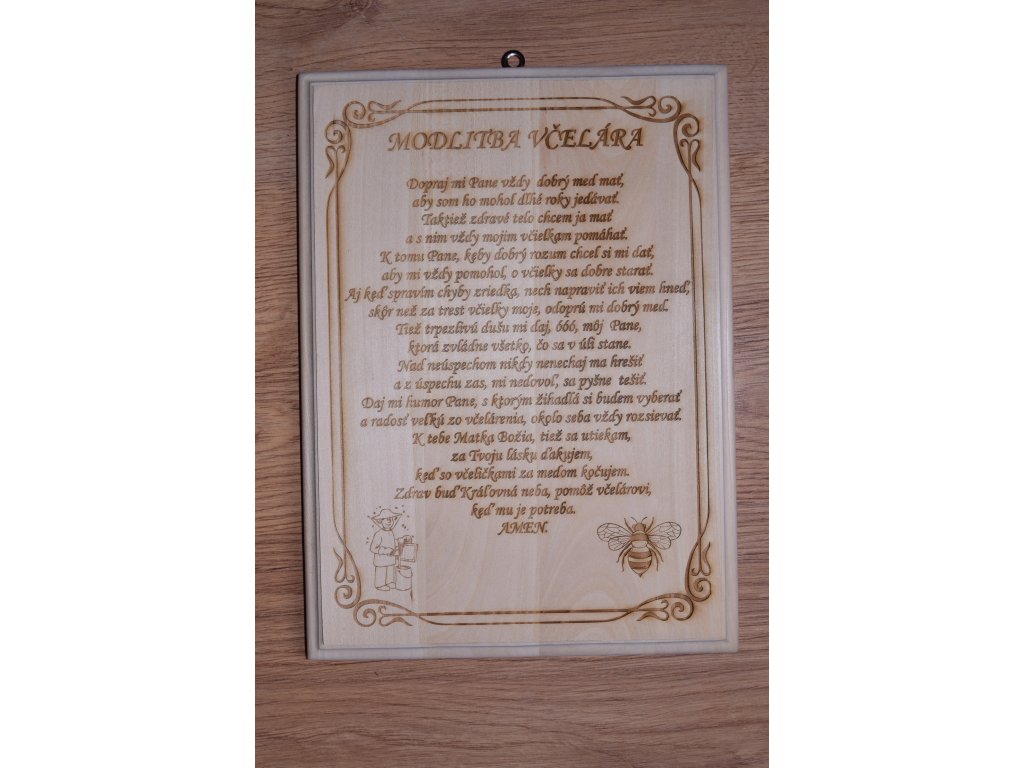 MODLITBA VČELÁRA
Dopraj mi Pane vždy dobrý med mať,
aby som ho mohol dlhé roky jedávať.
Taktiež zdravé telo chcem ja mať
a s nim vždy mojim včielkam pomáhať.
K tomu Pane, keby dobrý rozum chcel si mi dať,
aby mi vždy pomohol, o včielky sa dobre starať.
Aj keď spravím chyby zriedka, nech napraviť ich viem hneď,
skôr než za trest včielky moje, odoprú mi dobrý med.
Tiež trpezlivú dušu mi daj, óóó, môj Pane,
ktorá zvládne všetko, čo sa v úli stane.
Nad neúspechom nikdy nenechaj ma hrešiť
a z úspechu zas, mi nedovoľ, sa pyšne tešiť.
Daj mi humor Pane, s ktorým žihadlá si budem vyberať
a radosť veľkú zo včelárenia, okolo seba vždy rozsievať.
K tebe Matka Božia, tiež sa utiekam,
za Tvoju lásku ďakujem,
keď so včeličkami za medom kočujem.
Zdrav buď Kráľovná neba, pomôž včelárovi,
keď mu je potreba.
AMEN.